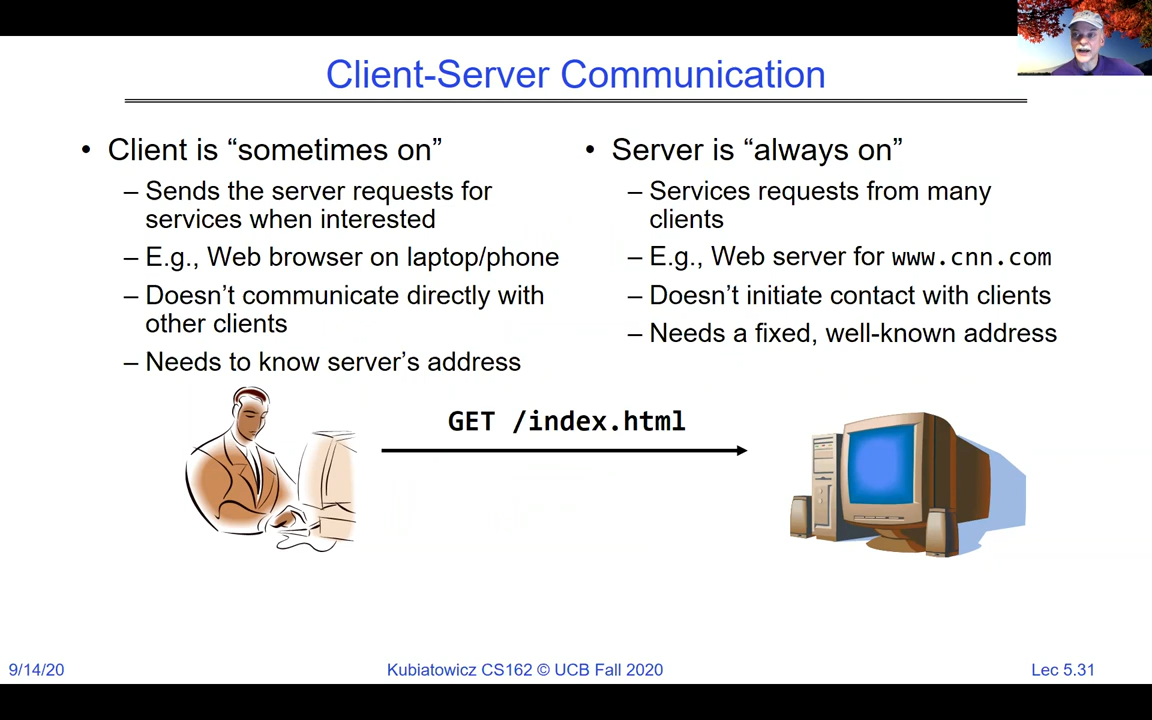 Client-Server Communication
• Client is “sometimes on”
– Sends the server requests for
services when interested
– E.g., Web browser on laptop/phone
– Doesn’t communicate directly with
other clients
– Needs to know server’s address
• Server is “always on”
– Services requests from many
clients
– E.g., Web server for www.cnn.com
– Doesn’t initiate contact with clients
– Needs a fixed, well-known address
GET /index.html
9/14/20
Kubiatowicz CS162 © UCB Fall 2020
Lec 5.31